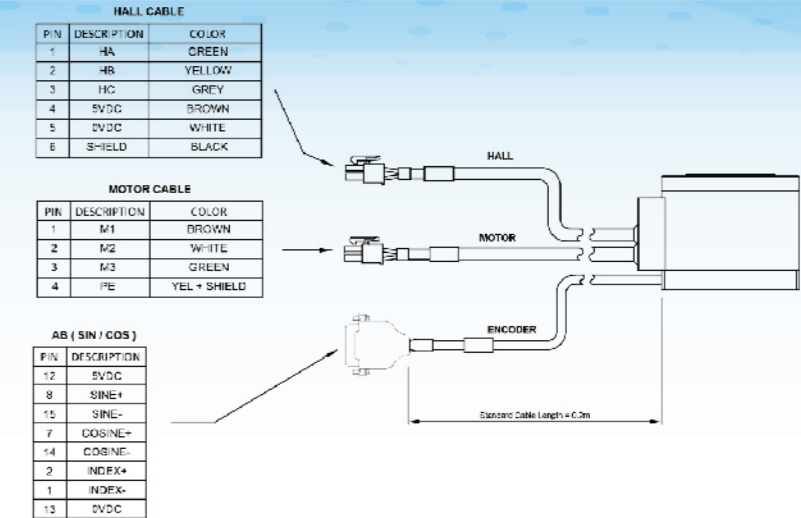 HALL CABLE
PIN DESCRIPTION COLOR
1 HA GREEN
2 HB YELLOW
3 HC GREY
4 5VDC BROWN
5 0VDC WHITE
6 SHIELD BLACK
MOTOR CABLE
PIN DESCRIPTION COLOR
1 M1 BROWN
2 M2 WHITE
3 M3 GREEN
4 PE YEL + SHIELD
AB ( SIN / COS )
PIN DESCRIPTION
12 5VDC
8 SINE+
15 SINE-
7 COSINE+
14 COSINE-
2 INDEX+
1 INDEX-
13 0VDC
HALL
MOTOR
ENCODER
Standard Cable Length = 0.2m